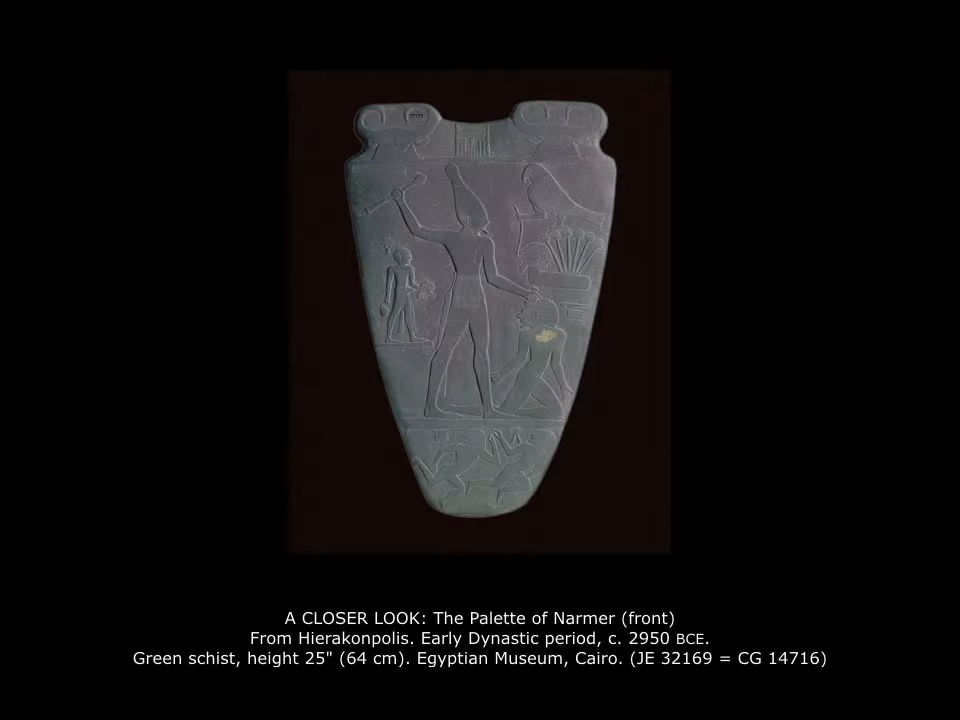 A CLOSER LOOK: The Palette of Narmer (front)
From Hierakonpolis. Early Dynastic period, c. 2950 BCE.
Green schist, height 25" (64 cm). Egyptian Museum, Cairo. (JE 32169 = CG 14716)